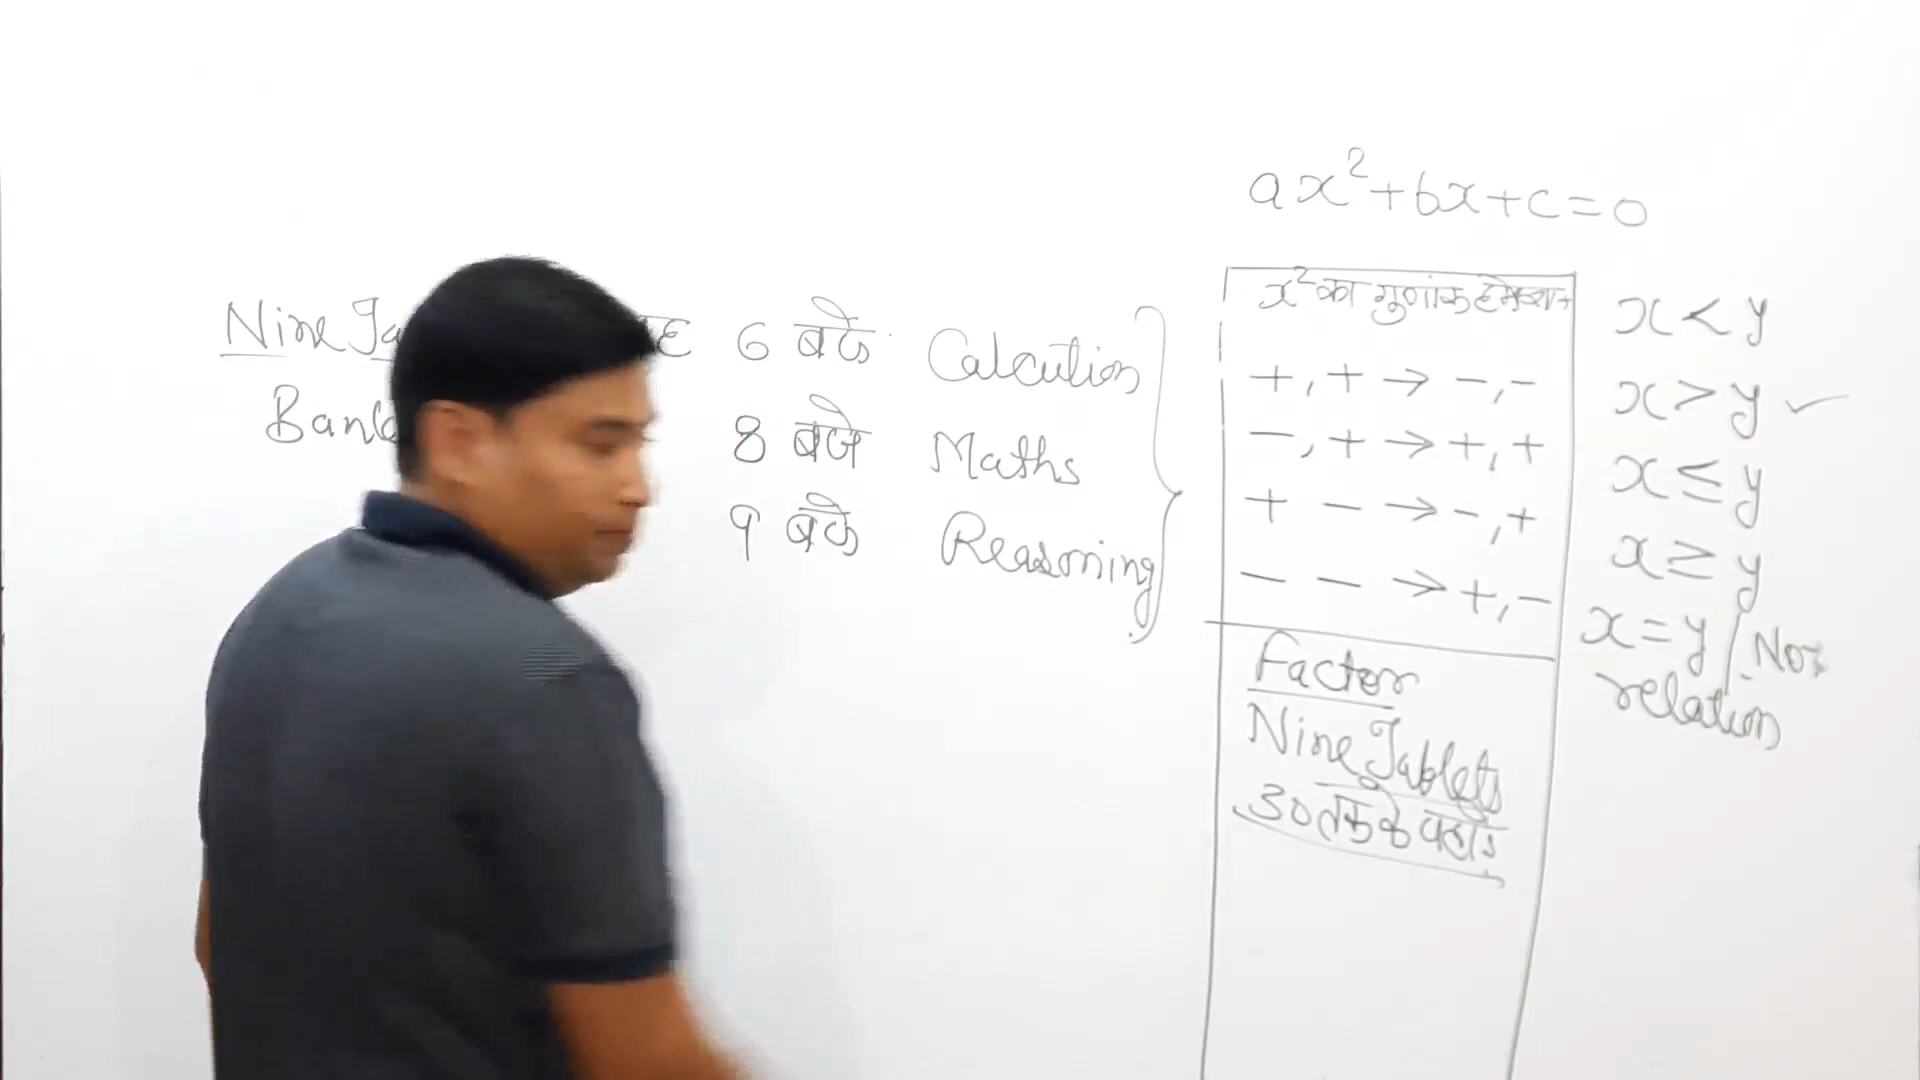 ax²+bx+c=0
Nine Ta
6 बजे Calcution
Bank
8 बजे Maths
9 बजे Reasoning
x² का गुणांक हमेशा +
+, + → -, -
-, + → +, +
+ - → -, +
- - → +, -
Factor
Nine Tablets
30 तक के पहाड़े
x < y
x > y ✓
x ≤ y
x ≥ y
x = y / No
relation